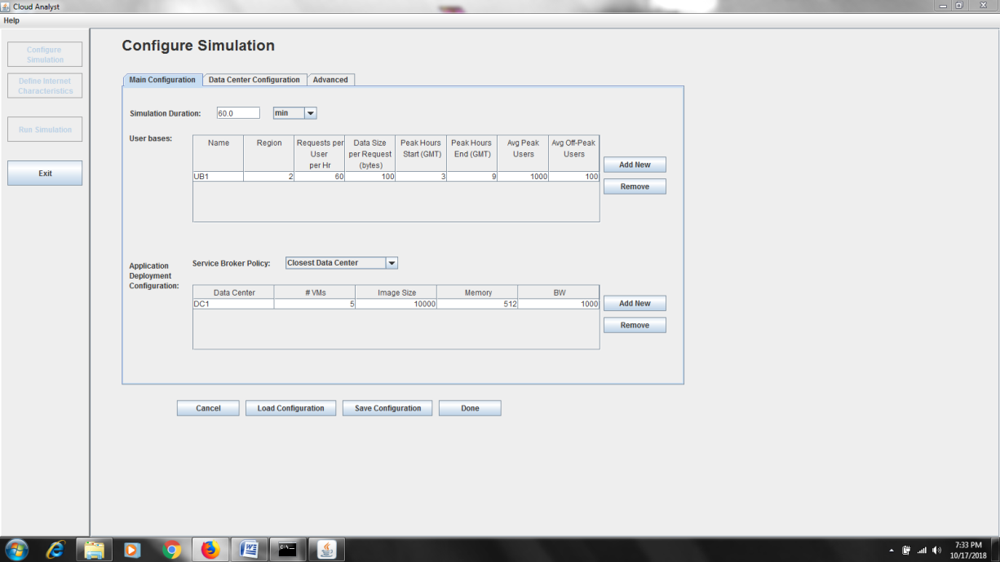 Cloud Analyst
Help
Configure
Simulation
Define Internet
Characteristics
Run Simulation
Exit
Configure Simulation
Main Configuration
Data Center Configuration
Advanced
Simulation Duration: 60.0 min
User bases:
Name Region Requests per User per Hr Data Size per Request (bytes) Peak Hours Start (GMT) Peak Hours End (GMT) Avg Peak Users Avg Off-Peak Users
UB1 2 60 100 3 9 1000 100
Add New
Remove
Application
Deployment
Configuration:
Service Broker Policy: Closest Data Center
Data Center # VMs Image Size Memory BW
DC1 5 10000 512 1000
Add New
Remove
Cancel Load Configuration Save Configuration Done
7:33 PM
10/17/2018